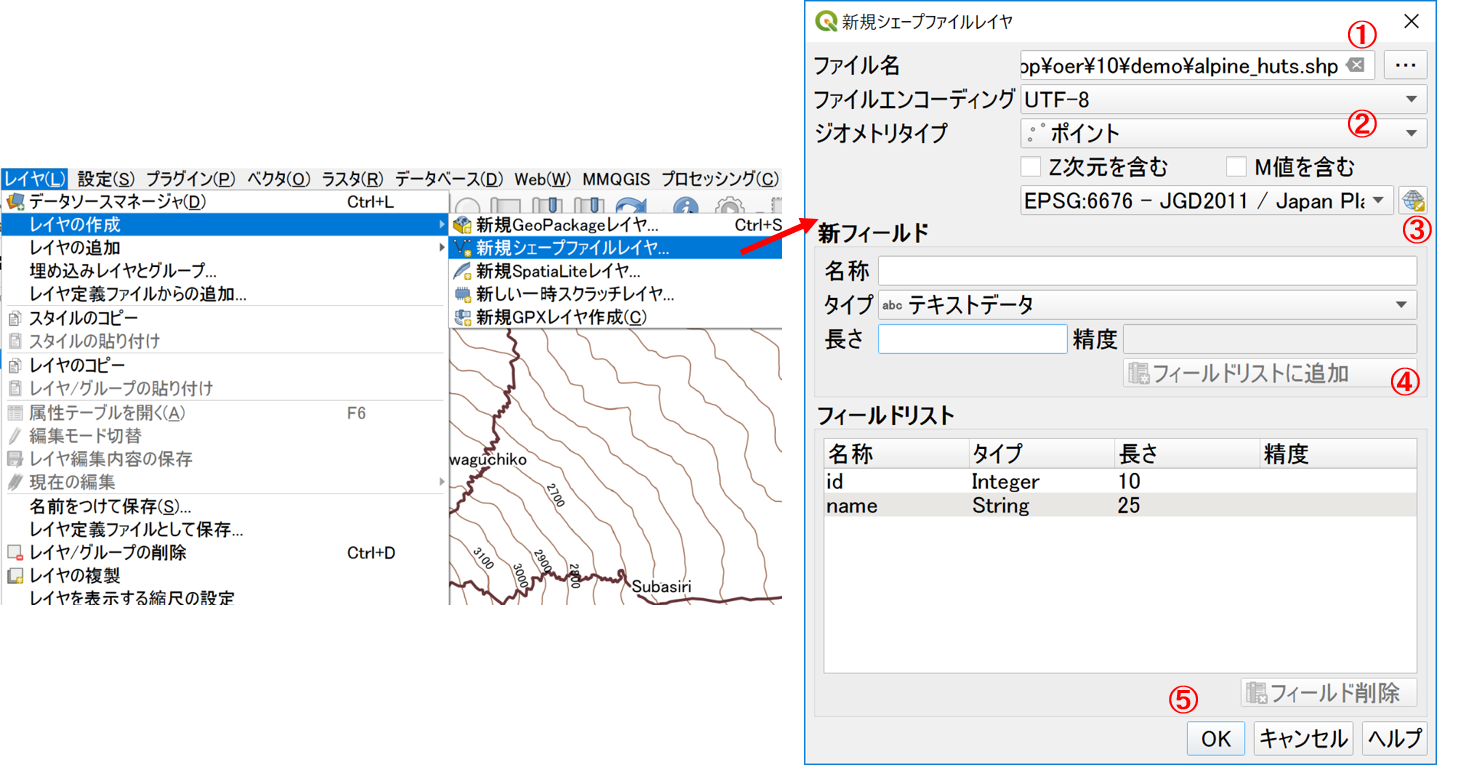 レイヤ(L) 設定(S) プラグイン(P) ベクタ(O) ラスタ(R) データベース(D) Web(W) MMQGIS プロセッシング(C)
データソースマネージャ(D) Ctrl+L
レイヤの作成
レイヤの追加
埋め込みレイヤとグループ...
レイヤ定義ファイルからの追加...
スタイルのコピー
スタイルの貼り付け
レイヤのコピー
レイヤ/グループの貼り付け
属性テーブルを開く(A) F6
編集モード切替
レイヤ編集内容の保存
現在の編集
名前をつけて保存(S)...
レイヤ定義ファイルとして保存...
レイヤ/グループの削除 Ctrl+D
レイヤの複製
レイヤを表示する縮尺の設定
新規GeoPackageレイヤ... Ctrl+S
新規シェープファイルレイヤ...
新規SpatiaLiteレイヤ...
新しい一時スクラッチレイヤ...
新規GPXレイヤ作成(C)
waguchiko
2700
3100
3000
2900
2800
Subasiri
新規シェープファイルレイヤ
①
ファイル名 op¥oer¥10¥demo¥alpine_huts.shp ...
ファイルエンコーディング UTF-8
ジオメトリタイプ ポイント ②
Z次元を含む M値を含む
EPSG:6676 - JGD2011 / Japan Pla
③
新フィールド
名称
タイプ abc テキストデータ
長さ 精度
フィールドリストに追加 ④
フィールドリスト
名称 タイプ 長さ 精度
id Integer 10
name String 25
フィールド削除
⑤
OK キャンセル ヘルプ